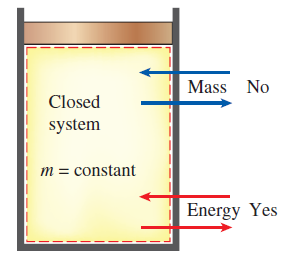 Mass No
Closed
system
m = constant
Energy Yes